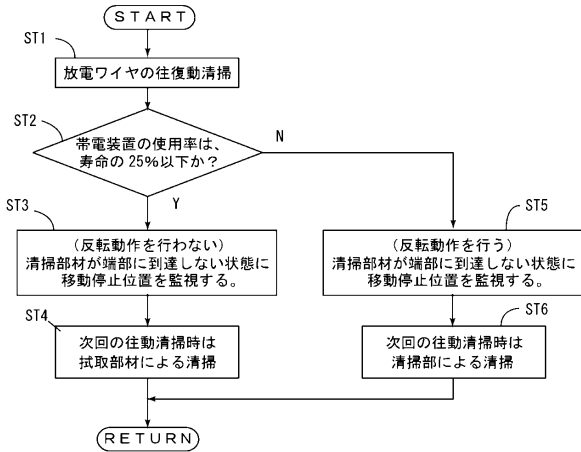 START
ST1
放電ワイヤの往復動清掃
ST2
帯電装置の使用率は、
寿命の25%以下か？
N
Y
ST3
(反転動作を行わない)
清掃部材が端部に到達しない状態に
移動停止位置を監視する。
ST5
(反転動作を行う)
清掃部材が端部に到達しない状態に
移動停止位置を監視する。
ST4
次回の往動清掃時は
拭取部材による清掃
ST6
次回の往動清掃時は
清掃部による清掃
RETURN